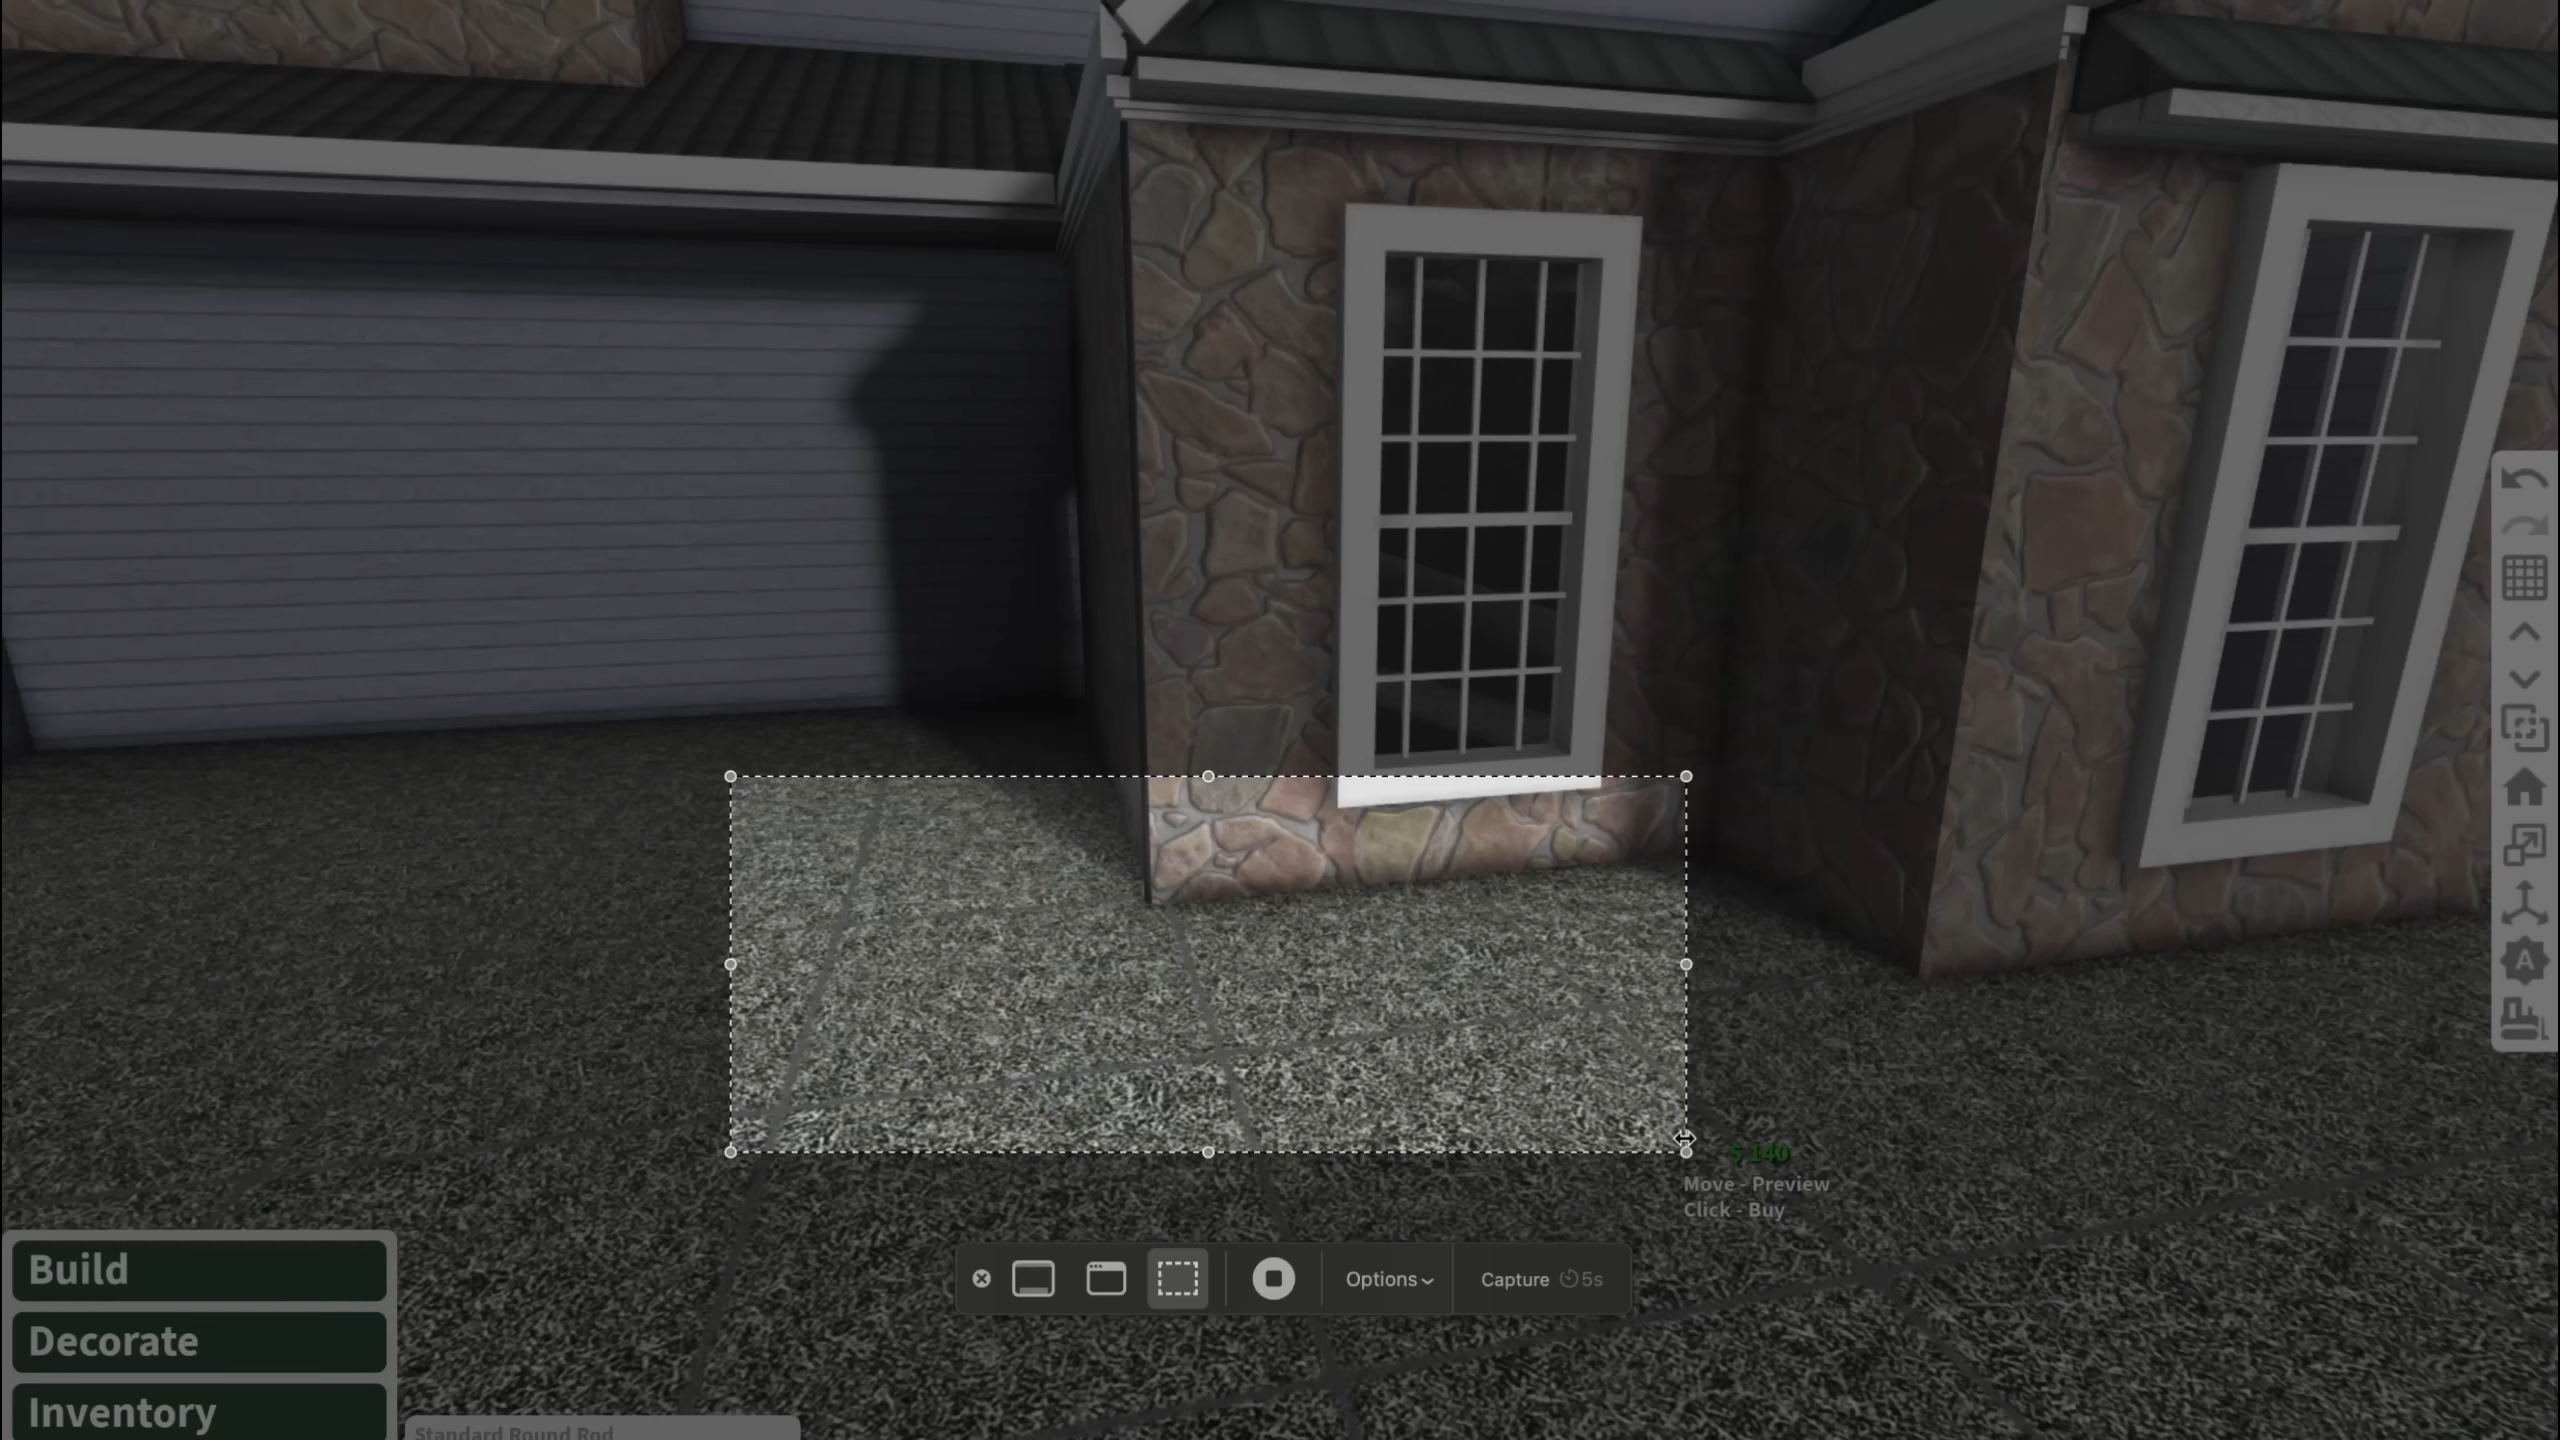 $ 140
Move - Preview
Click - Buy
Build
Decorate
Inventory
Options
Capture 5s
Standard Round Rod
A